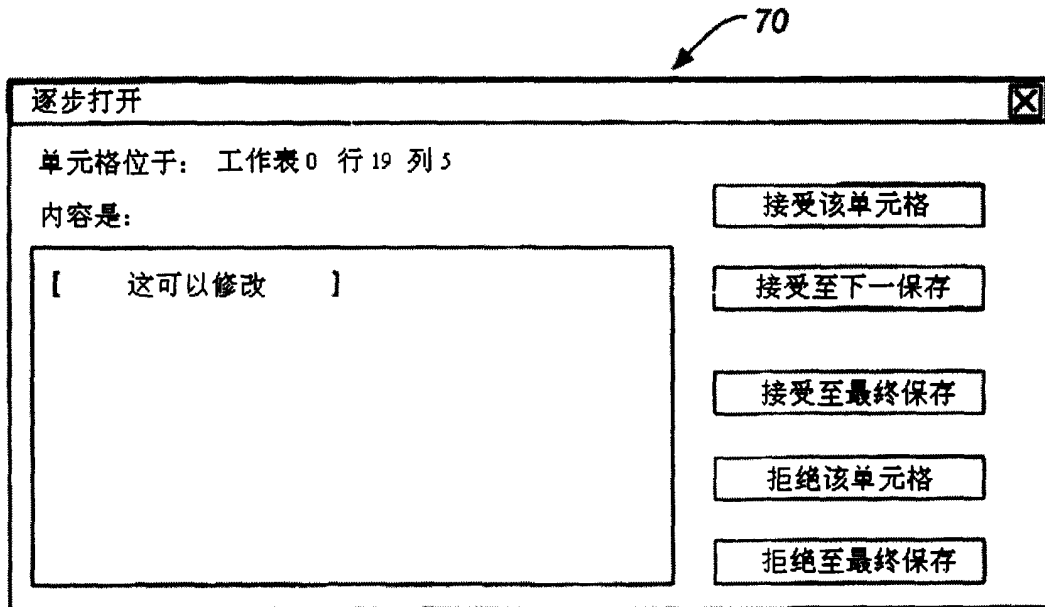 70
逐步打开
单元格位于: 工作表0 行19 列5
内容是:
[ 这可以修改 ]
接受该单元格
接受至下一保存
接受至最终保存
拒绝该单元格
拒绝至最终保存